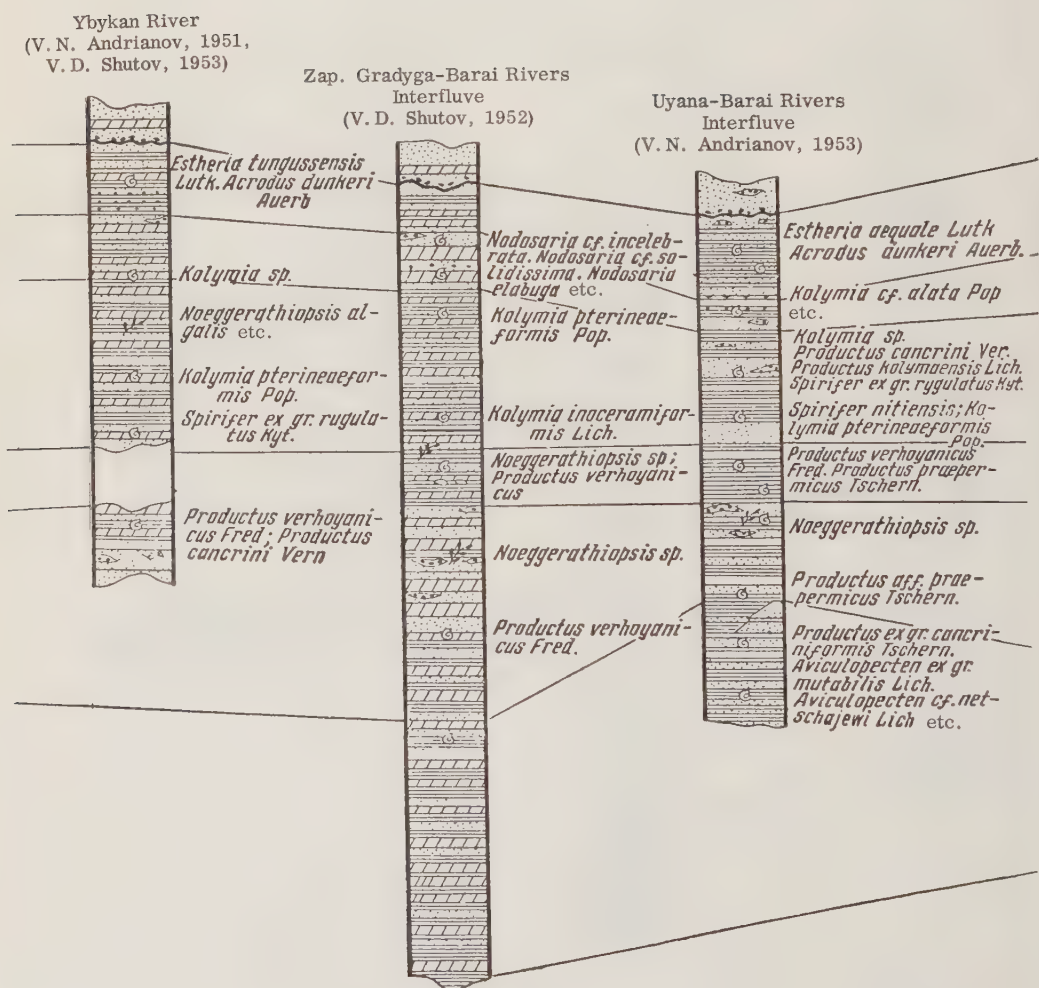 Ybykan River
(V. N. Andrianov, 1951,
V. D. Shutov, 1953)
Estheria tungussensis
Lutk. Acrodus dunkeri
Auerb
Kolymia sp.
Noeggerathiopsis al-
galis etc.
Kolymia pterineaefor-
mis Pop.
Spirifer ex gr. rugula-
tus Kyt.
Productus verhoyani-
cus Fred; Productus
cancrini Vern
Zap. Gradyga-Barai Rivers
Interfluve
(V. D. Shutov, 1952)
Nodosaria cf. inceleb-
rata. Nodosaria cf. so-
lidissima. Nodosaria
elabuga etc.
Kolymia pterineae-
formis Pop.
Kolymia inoceramifor-
mis Lich.
Noeggerathiopsis sp;
Productus verhoyani-
cus
Noeggerathiopsis sp.
Productus verhoyani-
cus Fred.
Uyana-Barai Rivers
Interfluve
(V. N. Andrianov, 1953)
Estheria aequale Lutk
Acrodus dunkeri Auerb.
Kolymia cf. alata Pop
etc.
Kolymia sp.
Productus cancrini Ver.
Productus kolymaensis Lich.
Spirifer ex gr. rygulatus Kyt.
Spirifer nitiensis; Ko-
lymia pterineaeformis
Pop.
Productus verhoyanicus
Fred. Productus praeper-
micus Tschern.
Noeggerathiopsis sp.
Productus aff. prae-
permicus Tschern.
Productus ex gr. cancri-
niformis Tschern.
Aviculopecten ex gr.
mutabilis Lich.
Aviculopecten cf. net-
schajewi Lich etc.